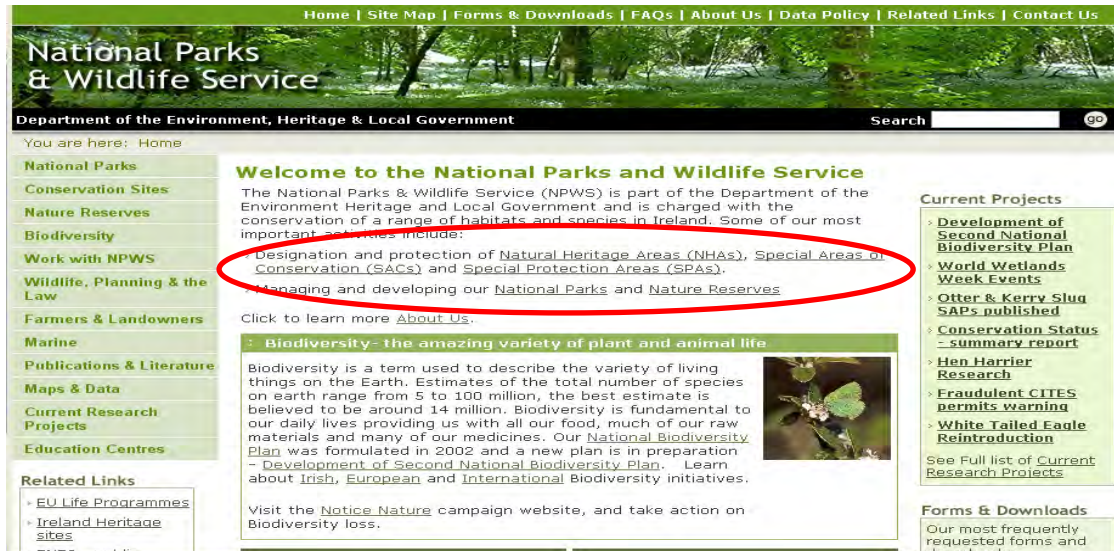 Home | Site Map | Forms & Downloads | FAQs | About Us | Data Policy | Related Links | Contact Us
National Parks
& Wildlife Service
Department of the Environment, Heritage & Local Government
Search
go
You are here: Home
National Parks
Conservation Sites
Nature Reserves
Biodiversity
Work with NPWS
Wildlife, Planning & the
Law
Farmers & Landowners
Marine
Publications & Literature
Maps & Data
Current Research
Projects
Education Centres
Related Links
EU Life Programmes
Ireland Heritage
sites
Welcome to the National Parks and Wildlife Service
The National Parks & Wildlife Service (NPWS) is part of the Department of the
Environment Heritage and Local Government and is charged with the
conservation of a range of habitats and species in Ireland. Some of our most
important activities include:
Designation and protection of Natural Heritage Areas (NHAs), Special Areas of
Conservation (SACs) and Special Protection Areas (SPAs).
Managing and developing our National Parks and Nature Reserves
Click to learn more About Us.
: Biodiversity- the amazing variety of plant and animal life
Biodiversity is a term used to describe the variety of living
things on the Earth. Estimates of the total number of species
on earth range from 5 to 100 million, the best estimate is
believed to be around 14 million. Biodiversity is fundamental to
our daily lives providing us with all our food, much of our raw
materials and many of our medicines. Our National Biodiversity
Plan was formulated in 2002 and a new plan is in preparation
– Development of Second National Biodiversity Plan. Learn
about Irish, European and International Biodiversity initiatives.
Visit the Notice Nature campaign website, and take action on
Biodiversity loss.
Current Projects
Development of
Second National
Biodiversity Plan
World Wetlands
Week Events
Otter & Kerry Slug
SAPs published
Conservation Status
- summary report
Hen Harrier
Research
Fraudulent CITES
permits warning
White Tailed Eagle
Reintroduction
See Full list of Current
Research Projects
Forms & Downloads
Our most frequently
requested forms and